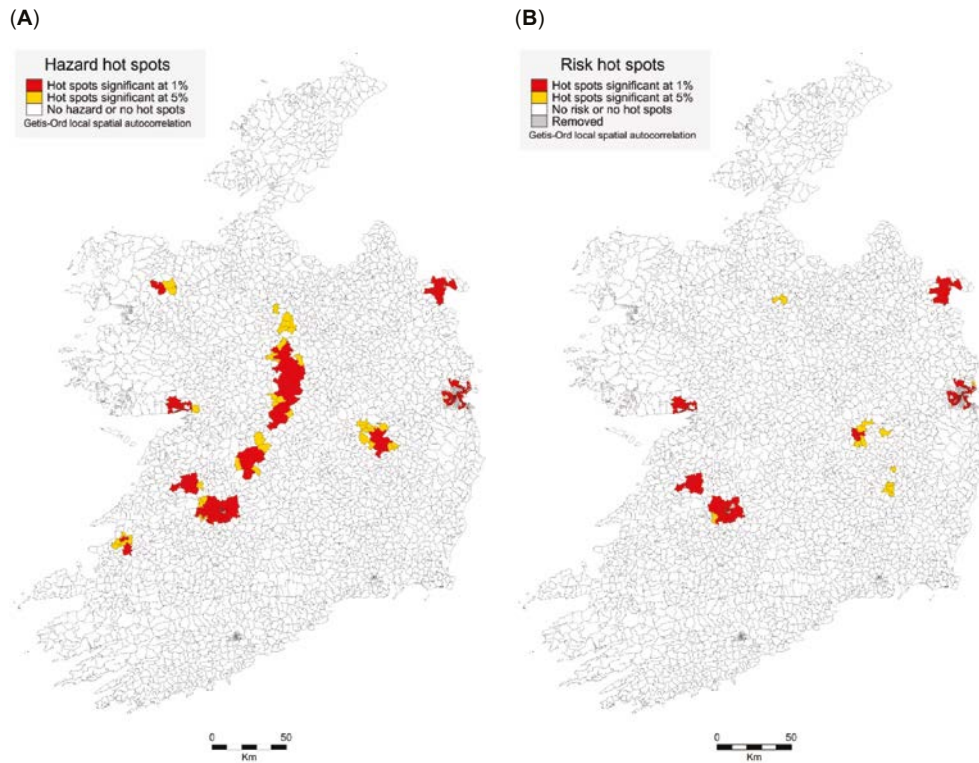 (A)
Hazard hot spots
Hot spots significant at 1%
Hot spots significant at 5%
No hazard or no hot spots
Getis-Ord local spatial autocorrelation
0 50
Km
(B)
Risk hot spots
Hot spots significant at 1%
Hot spots significant at 5%
No risk or no hot spots
Removed
Getis-Ord local spatial autocorrelation
0 50
Km